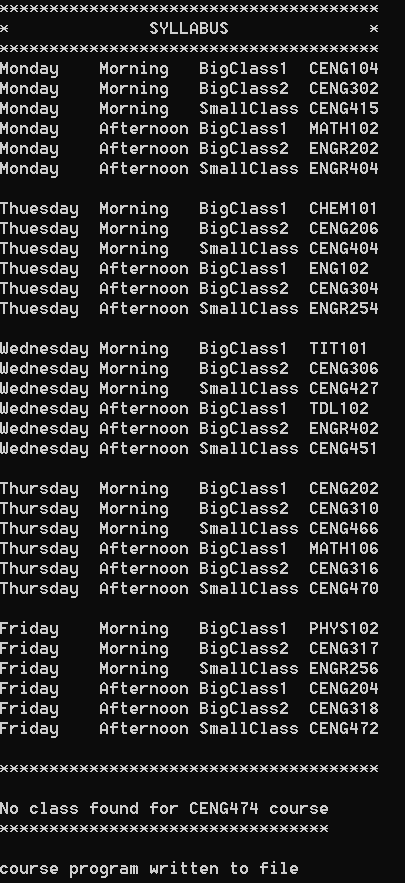 **************************************
*              SYLLABUS              *
**************************************
Monday    Morning   BigClass1  CENG104
Monday    Morning   BigClass2  CENG302
Monday    Morning   SmallClass CENG415
Monday    Afternoon BigClass1  MATH102
Monday    Afternoon BigClass2  ENGR202
Monday    Afternoon SmallClass ENGR404

Thuesday  Morning   BigClass1  CHEM101
Thuesday  Morning   BigClass2  CENG206
Thuesday  Morning   SmallClass CENG404
Thuesday  Afternoon BigClass1  ENG102
Thuesday  Afternoon BigClass2  CENG304
Thuesday  Afternoon SmallClass ENGR254

Wednesday Morning   BigClass1  TIT101
Wednesday Morning   BigClass2  CENG306
Wednesday Morning   SmallClass CENG427
Wednesday Afternoon BigClass1  TDL102
Wednesday Afternoon BigClass2  ENGR402
Wednesday Afternoon SmallClass CENG451

Thursday  Morning   BigClass1  CENG202
Thursday  Morning   BigClass2  CENG310
Thursday  Morning   SmallClass CENG466
Thursday  Afternoon BigClass1  MATH106
Thursday  Afternoon BigClass2  CENG316
Thursday  Afternoon SmallClass CENG470

Friday    Morning   BigClass1  PHYS102
Friday    Morning   BigClass2  CENG317
Friday    Morning   SmallClass ENGR256
Friday    Afternoon BigClass1  CENG204
Friday    Afternoon BigClass2  CENG318
Friday    Afternoon SmallClass CENG472

**************************************

No class found for CENG474 course
*********************************

course program written to file